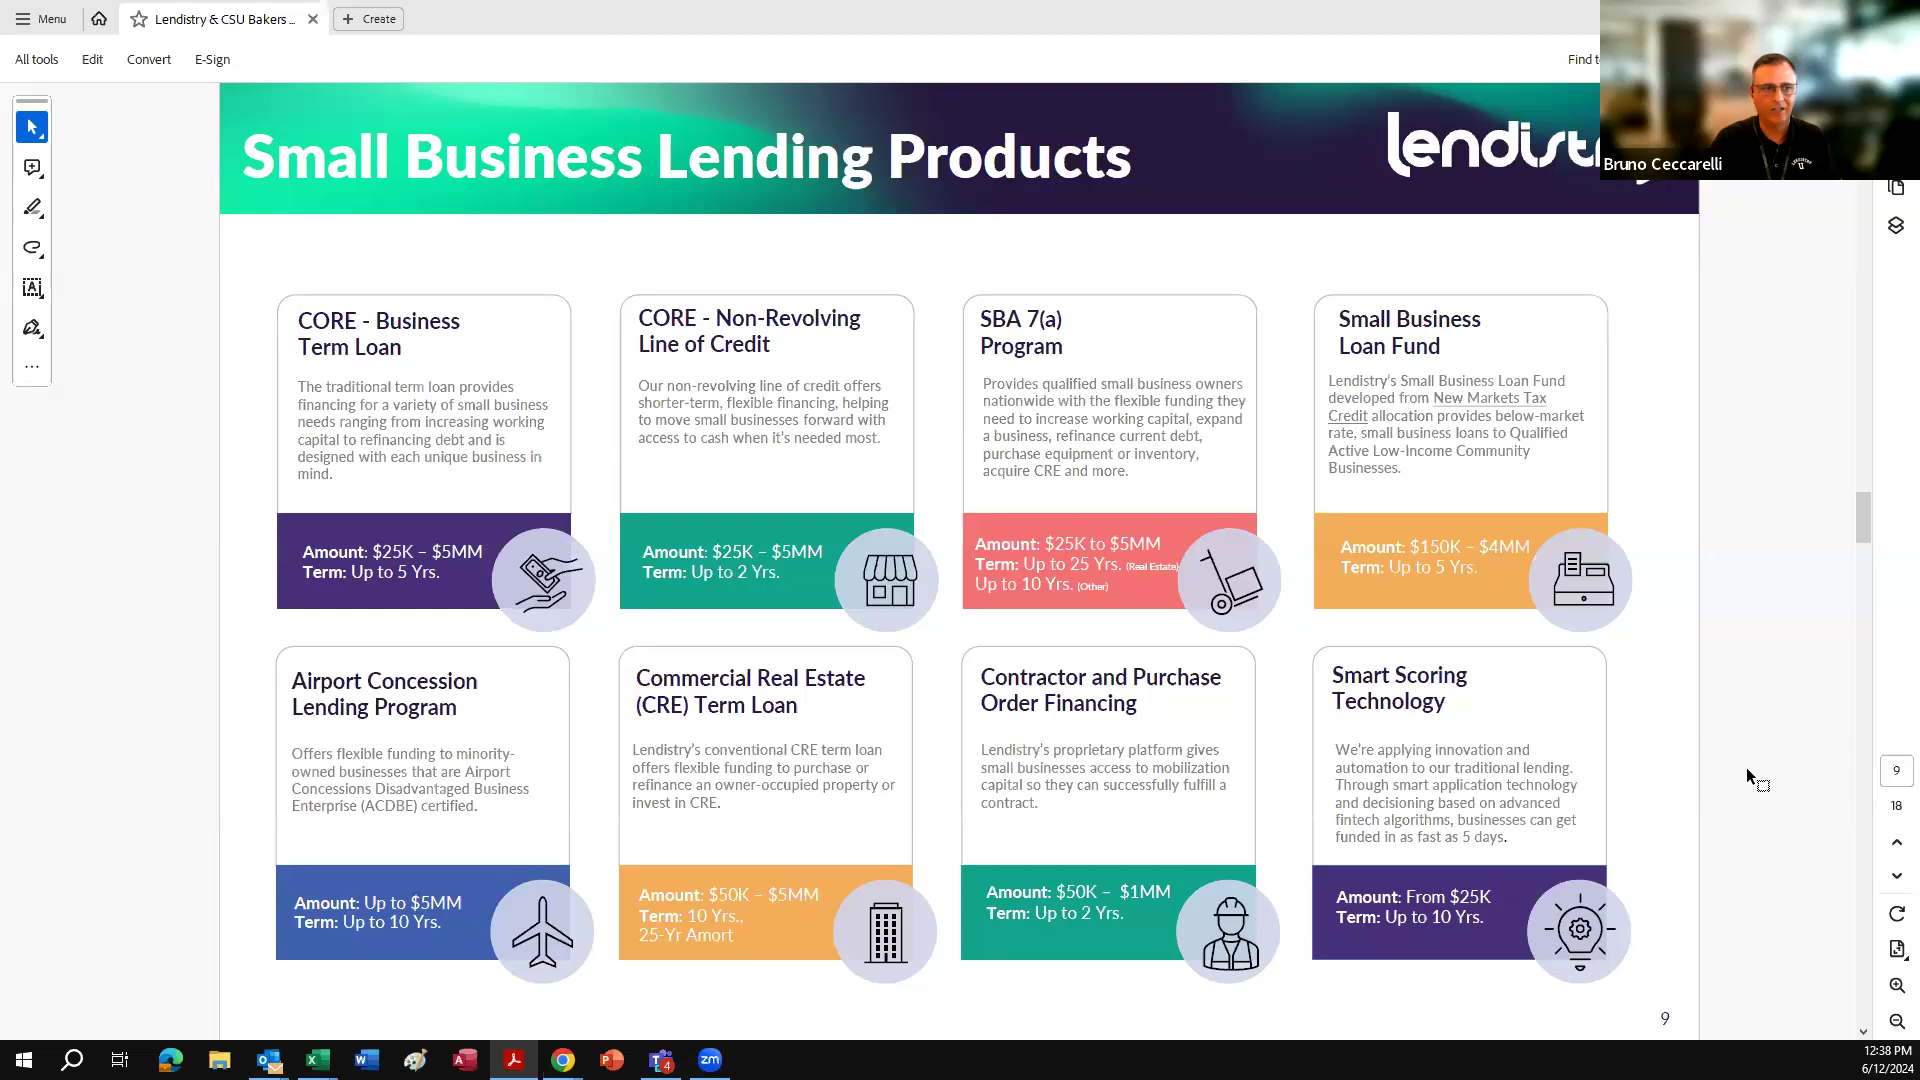 Menu
Lendistry & CSU Bakers ...
Create
All tools
Edit
Convert
E-Sign
Find t
Small Business Lending Products
lendistr
Bruno Ceccarelli
CORE - Business
Term Loan
The traditional term loan provides
financing for a variety of small business
needs ranging from increasing working
capital to refinancing debt and is
designed with each unique business in
mind.
Amount: $25K – $5MM
Term: Up to 5 Yrs.
CORE - Non-Revolving
Line of Credit
Our non-revolving line of credit offers
shorter-term, flexible financing, helping
to move small businesses forward with
access to cash when it's needed most.
Amount: $25K – $5MM
Term: Up to 2 Yrs.
SBA 7(a)
Program
Provides qualified small business owners
nationwide with the flexible funding they
need to increase working capital, expand
a business, refinance current debt,
purchase equipment or inventory,
acquire CRE and more.
Amount: $25K to $5MM
Term: Up to 25 Yrs. (Real Estate)
Up to 10 Yrs. (Other)
Small Business
Loan Fund
Lendistry's Small Business Loan Fund
developed from New Markets Tax
Credit allocation provides below-market
rate, small business loans to Qualified
Active Low-Income Community
Businesses.
Amount: $150K – $4MM
Term: Up to 5 Yrs.
Airport Concession
Lending Program
Offers flexible funding to minority-
owned businesses that are Airport
Concessions Disadvantaged Business
Enterprise (ACDBE) certified.
Amount: Up to $5MM
Term: Up to 10 Yrs.
Commercial Real Estate
(CRE) Term Loan
Lendistry's conventional CRE term loan
offers flexible funding to purchase or
refinance an owner-occupied property or
invest in CRE.
Amount: $50K – $5MM
Term: 10 Yrs.,
25-Yr Amort
Contractor and Purchase
Order Financing
Lendistry's proprietary platform gives
small businesses access to mobilization
capital so they can successfully fulfill a
contract.
Amount: $50K – $1MM
Term: Up to 2 Yrs.
Smart Scoring
Technology
We're applying innovation and
automation to our traditional lending.
Through smart application technology
and decisioning based on advanced
fintech algorithms, businesses can get
funded in as fast as 5 days.
Amount: From $25K
Term: Up to 10 Yrs.
9
9
18
12:38 PM
6/12/2024